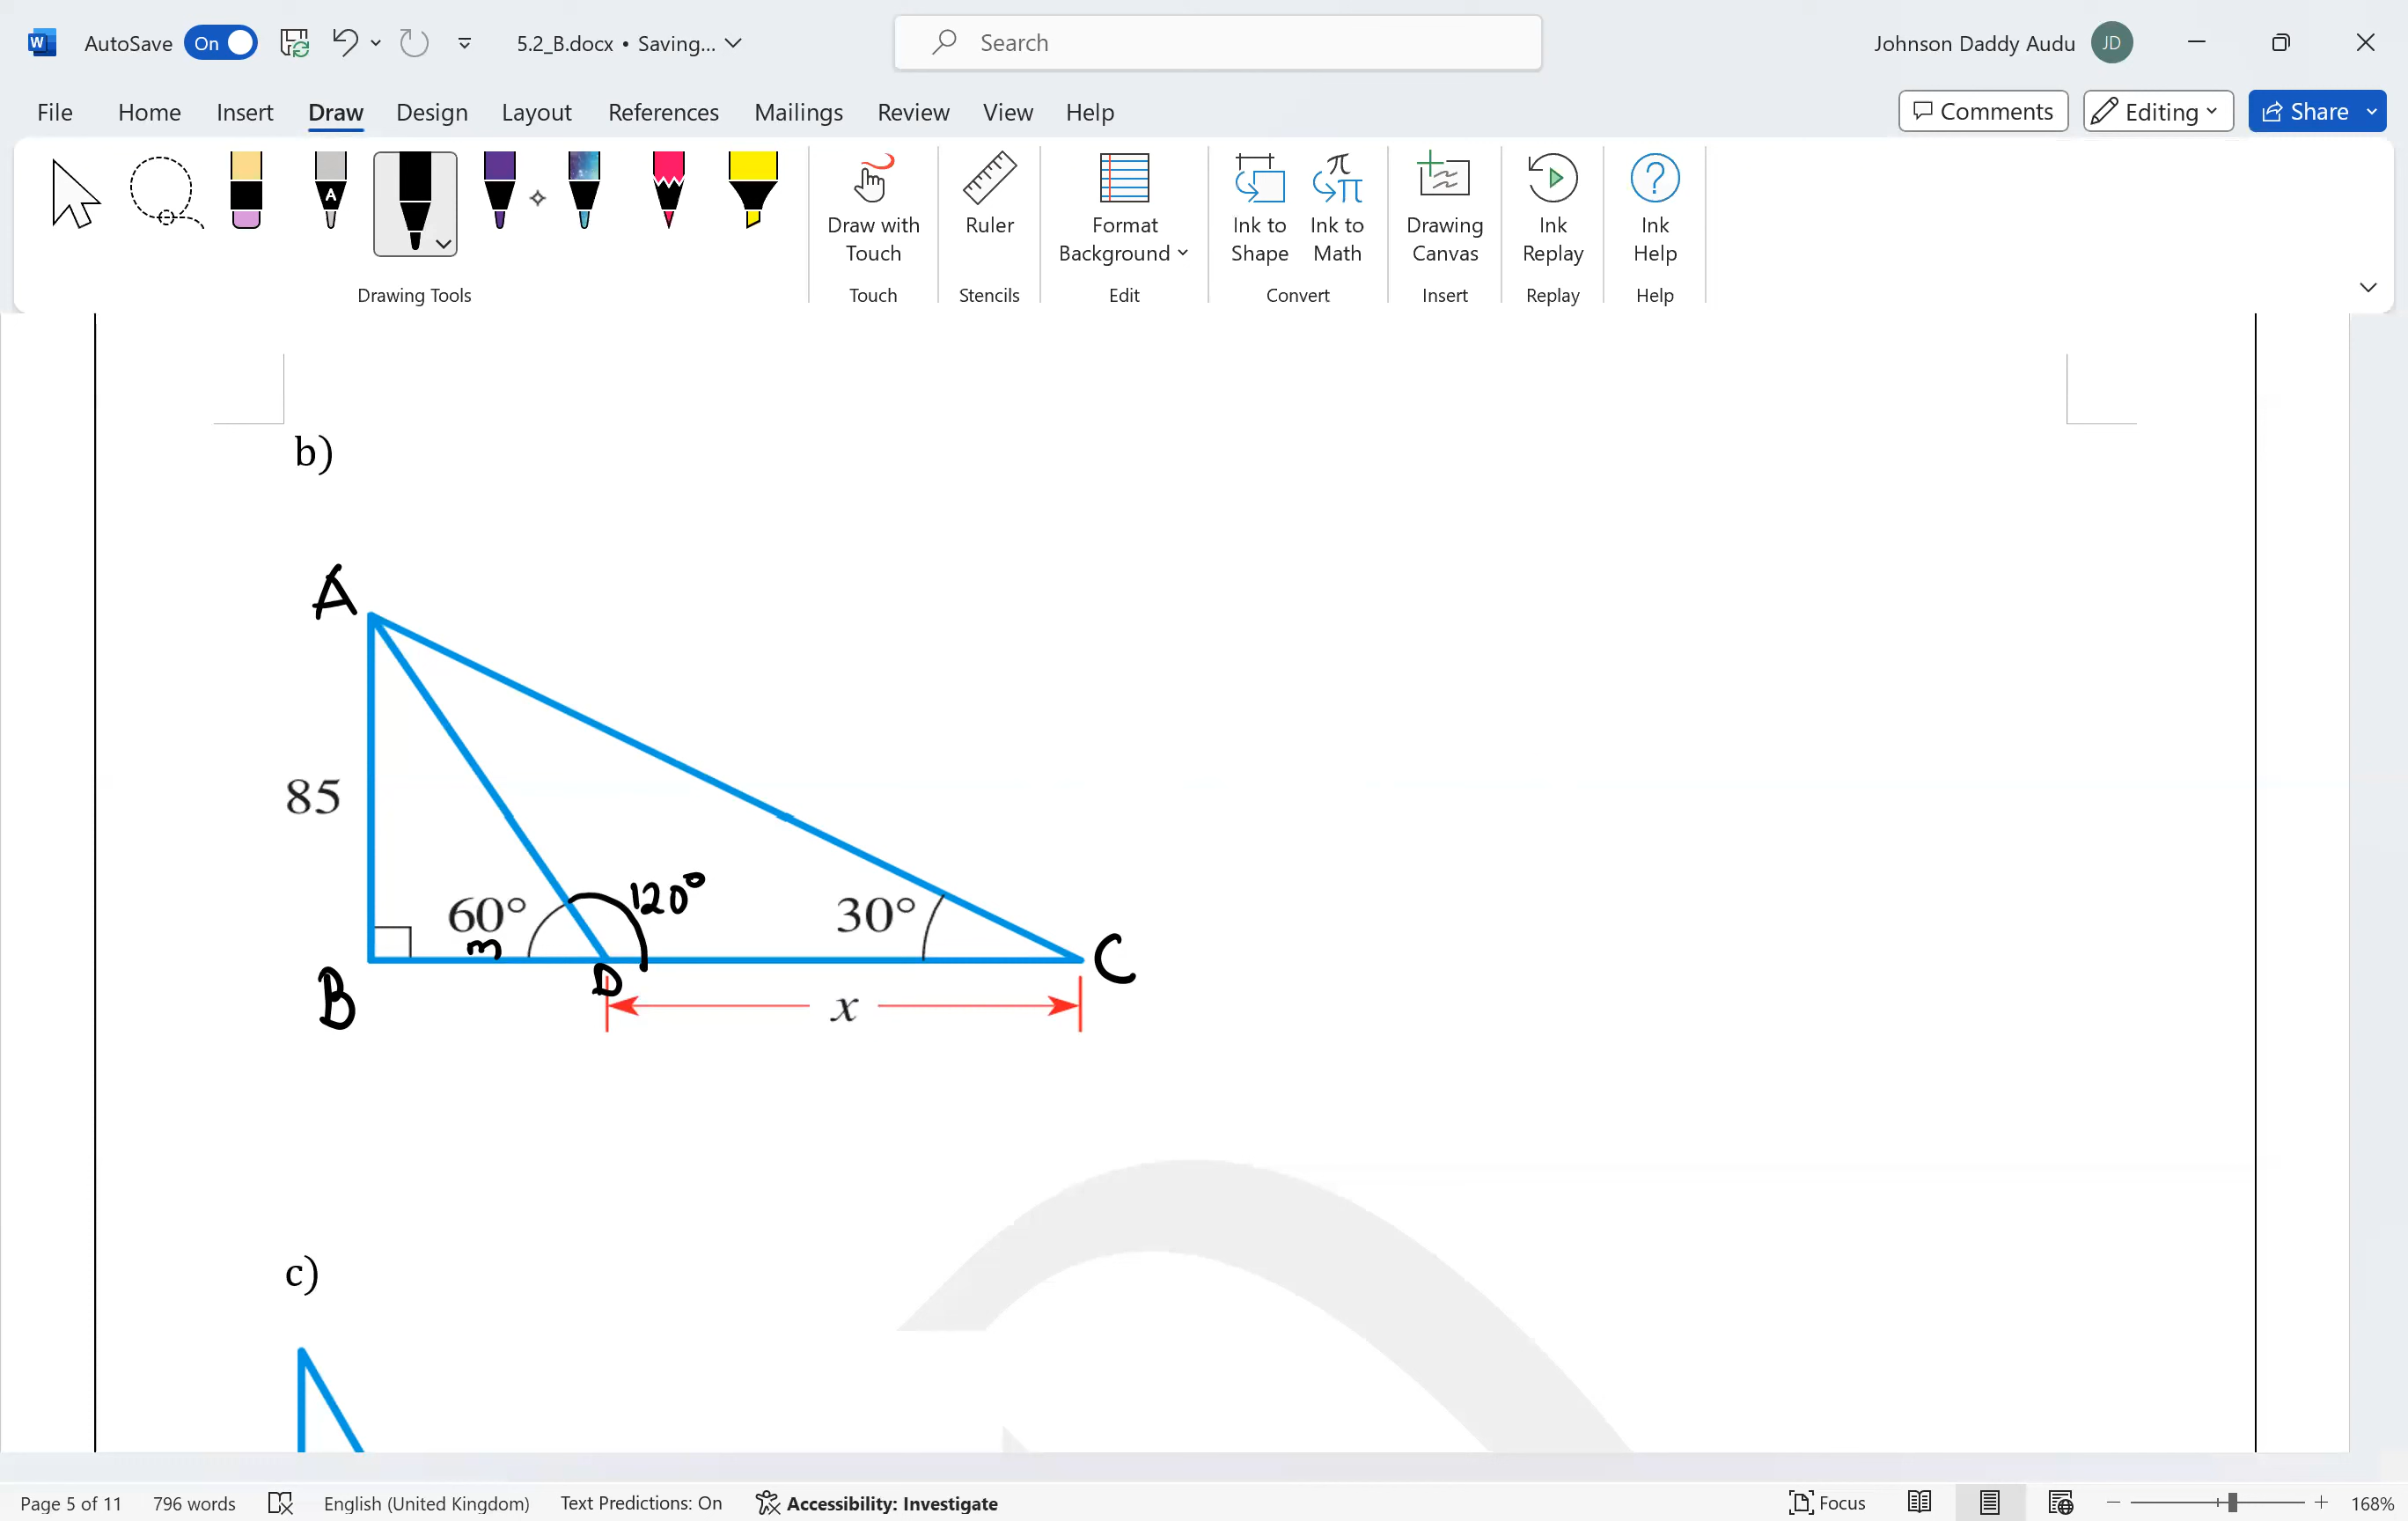 AutoSave On 5.2_B.docx • Saving... Search Johnson Daddy Audu JD
File Home Insert Draw Design Layout References Mailings Review View Help Comments Editing Share
A
Draw with Touch Ruler Format Background Ink to Shape Ink to Math Drawing Canvas Ink Replay Ink Help
Drawing Tools Touch Stencils Edit Convert Insert Replay Help
b)
A
85
60° 120° 30°
m
B D C
x
c)
Page 5 of 11 796 words English (United Kingdom) Text Predictions: On Accessibility: Investigate Focus 168%